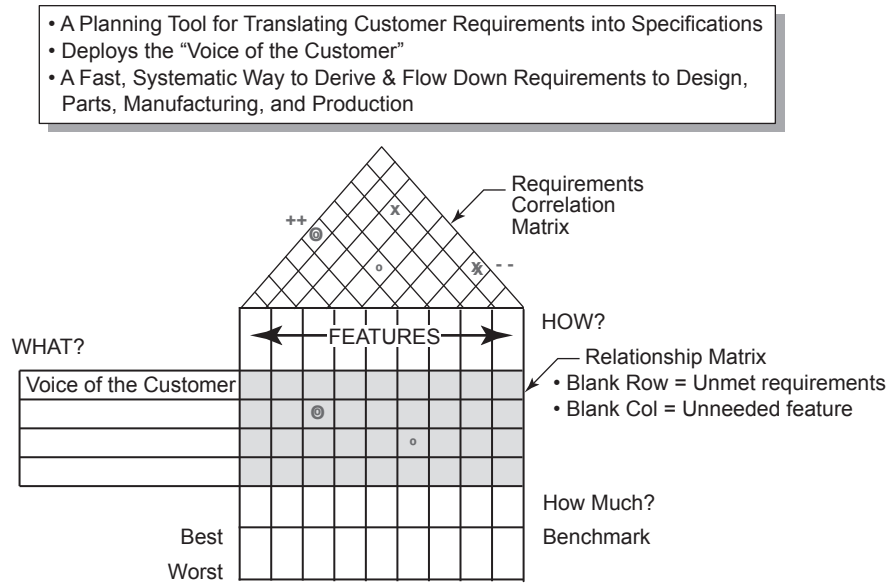 • A Planning Tool for Translating Customer Requirements into Specifications
• Deploys the “Voice of the Customer”
• A Fast, Systematic Way to Derive & Flow Down Requirements to Design,
Parts, Manufacturing, and Production
Requirements
Correlation
Matrix
++
x
o
o
x
- -
HOW?
FEATURES
WHAT?
Relationship Matrix
• Blank Row = Unmet requirements
• Blank Col = Unneeded feature
Voice of the Customer
o
o
How Much?
Best
Benchmark
Worst